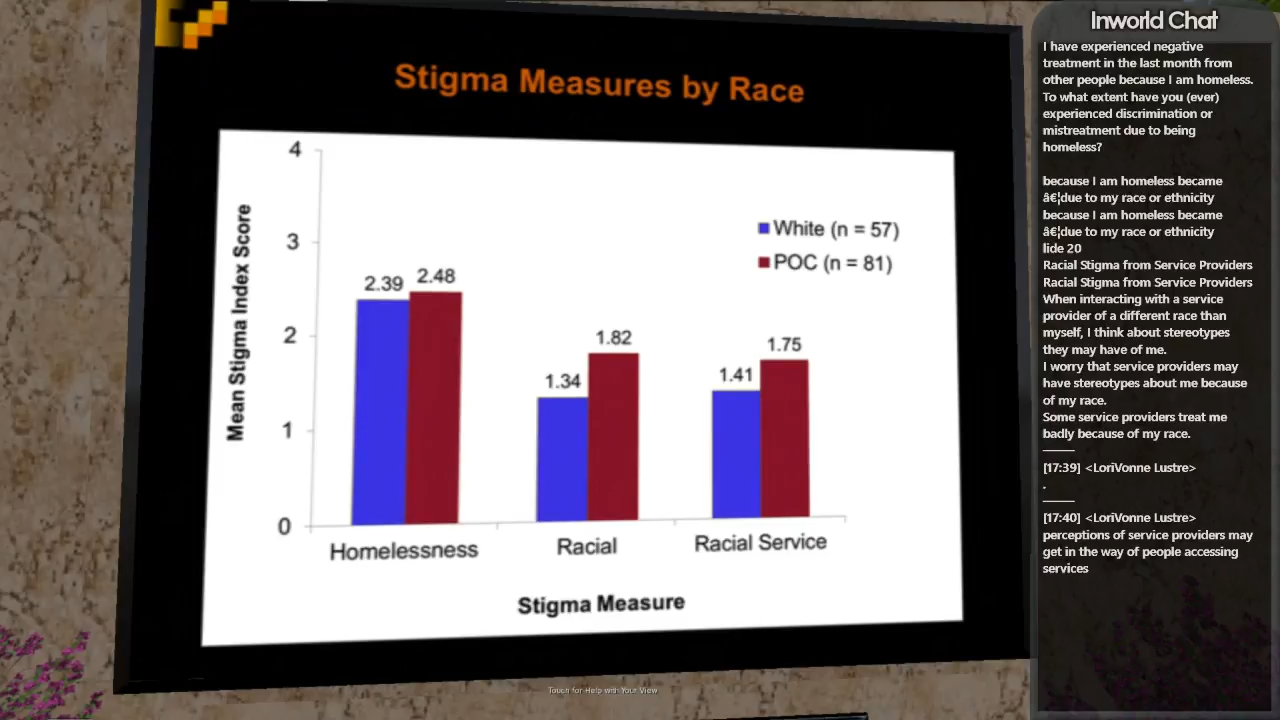 Stigma Measures by Race
4
3
2
1
0
Mean Stigma Index Score
White (n = 57)
POC (n = 81)
2.39
2.48
1.34
1.82
1.41
1.75
Homelessness
Racial
Racial Service
Stigma Measure
Touch for Help with Your View
Inworld Chat
I have experienced negative
treatment in the last month from
other people because I am homeless.
To what extent have you (ever)
experienced discrimination or
mistreatment due to being
homeless?
because I am homeless became
â€¦due to my race or ethnicity
because I am homeless became
â€¦due to my race or ethnicity
lide 20
Racial Stigma from Service Providers
Racial Stigma from Service Providers
When interacting with a service
provider of a different race than
myself, I think about stereotypes
they may have of me.
I worry that service providers may
have stereotypes about me because
of my race.
Some service providers treat me
badly because of my race.
[17:39] <LoriVonne Lustre>
.
[17:40] <LoriVonne Lustre>
perceptions of service providers may
get in the way of people accessing
services